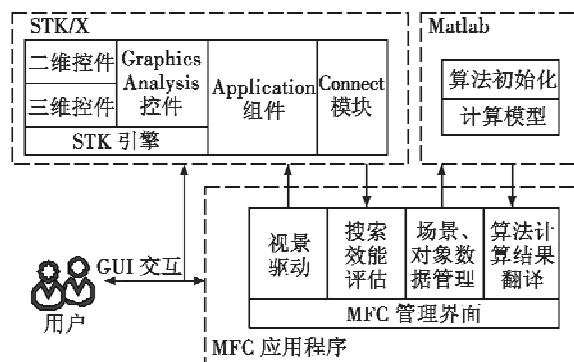 STK/X
二维控件
三维控件
Graphics
Analysis
控件
STK 引擎
Application
组件
Connect
模块
Matlab
算法初始化
计算模型
视景
驱动
搜索
效能
评估
场景、
对象数
据管理
算法计
算结果
翻译
MFC 管理界面
MFC 应用程序
GUI 交互
用户